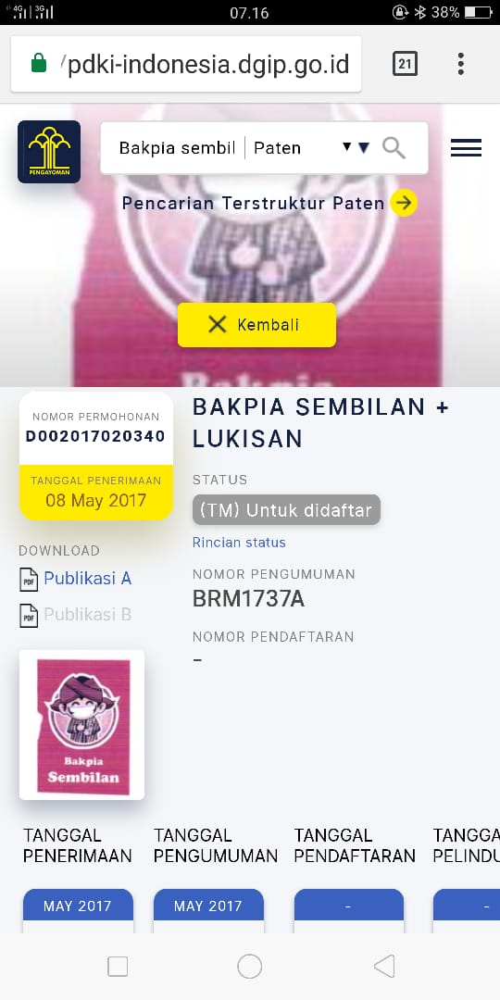 4G 3G 07.16 38%
/pdki-indonesia.dgip.go.id 21
PENGAYOMAN
Bakpia sembil Paten
Pencarian Terstruktur Paten
Kembali
Bakpia
NOMOR PERMOHONAN
D002017020340
TANGGAL PENERIMAAN
08 May 2017
DOWNLOAD
PDF Publikasi A
PDF Publikasi B
BAKPIA SEMBILAN +
LUKISAN
STATUS
(TM) Untuk didaftar
Rincian status
NOMOR PENGUMUMAN
BRM1737A
NOMOR PENDAFTARAN
-
Bakpia
Sembilan
TANGGAL
PENERIMAAN
MAY 2017
TANGGAL
PENGUMUMAN
MAY 2017
TANGGAL
PENDAFTARAN
-
TANGGA
PELINDU
-